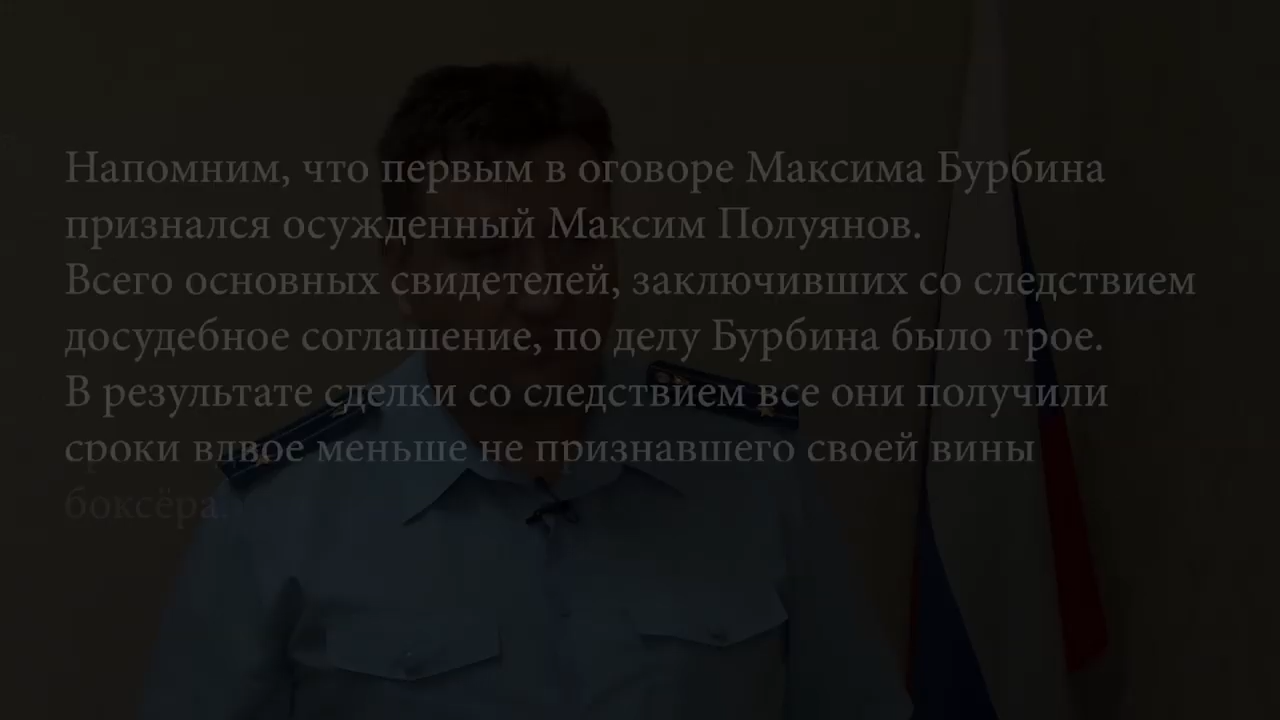 Напомним, что первым в оговоре Максима Бурбина
признался осужденный Максим Полуянов.
Всего основных свидетелей, заключивших со следствием
досудебное соглашение, по делу Бурбина было трое.
В результате сделки со следствием все они получили
сроки вдвое меньше не признавшего своей вины
боксёра.